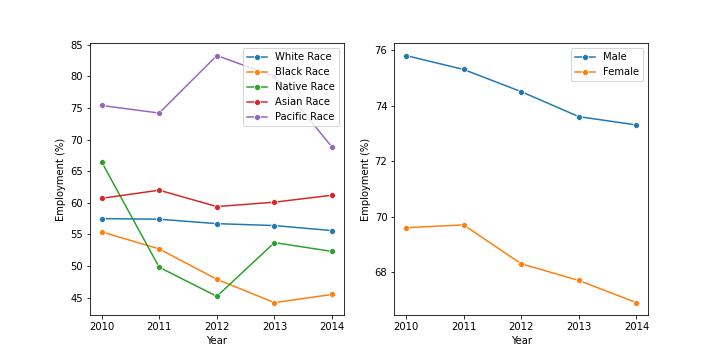 85
80
75
70
65
60
55
50
45
Employment (%)
2010 2011 2012 2013 2014
Year
White Race
Black Race
Native Race
Asian Race
Pacific Race
76
74
72
70
68
Employment (%)
2010 2011 2012 2013 2014
Year
Male
Female